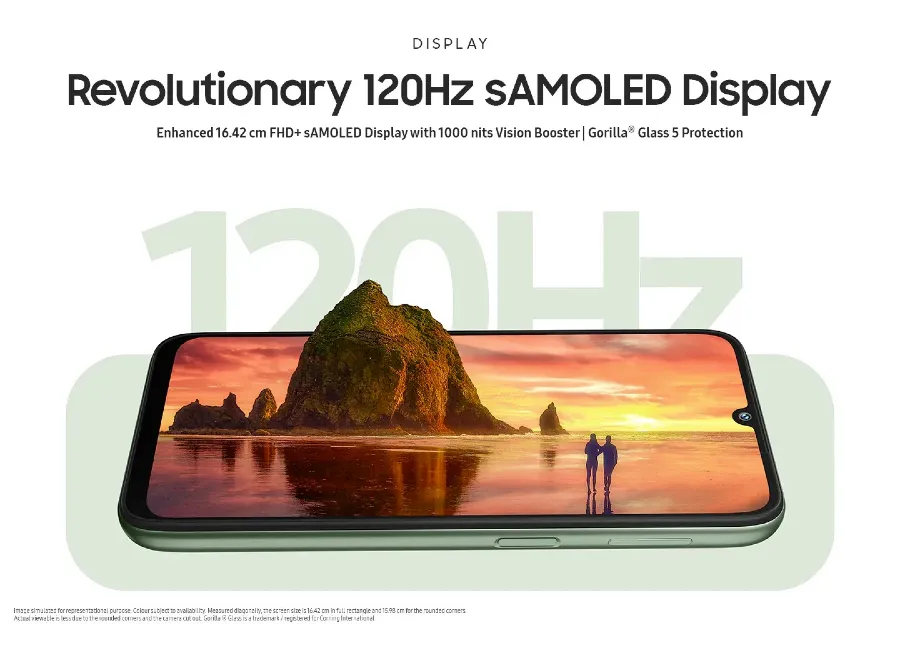 DISPLAY
Revolutionary 120Hz sAMOLED Display
Enhanced 16.42 cm FHD+ sAMOLED Display with 1000 nits Vision Booster | Gorilla® Glass 5 Protection
120Hz
Image simulated for representational purpose. Colour subject to availability. Measured diagonally, the screen size is 16.42 cm in full rectangle and 15.98 cm for the rounded corners.
Actual viewable is less due to the rounded corners and the camera cut out. Gorilla ® Glass is a trademark / registered for Corning International.